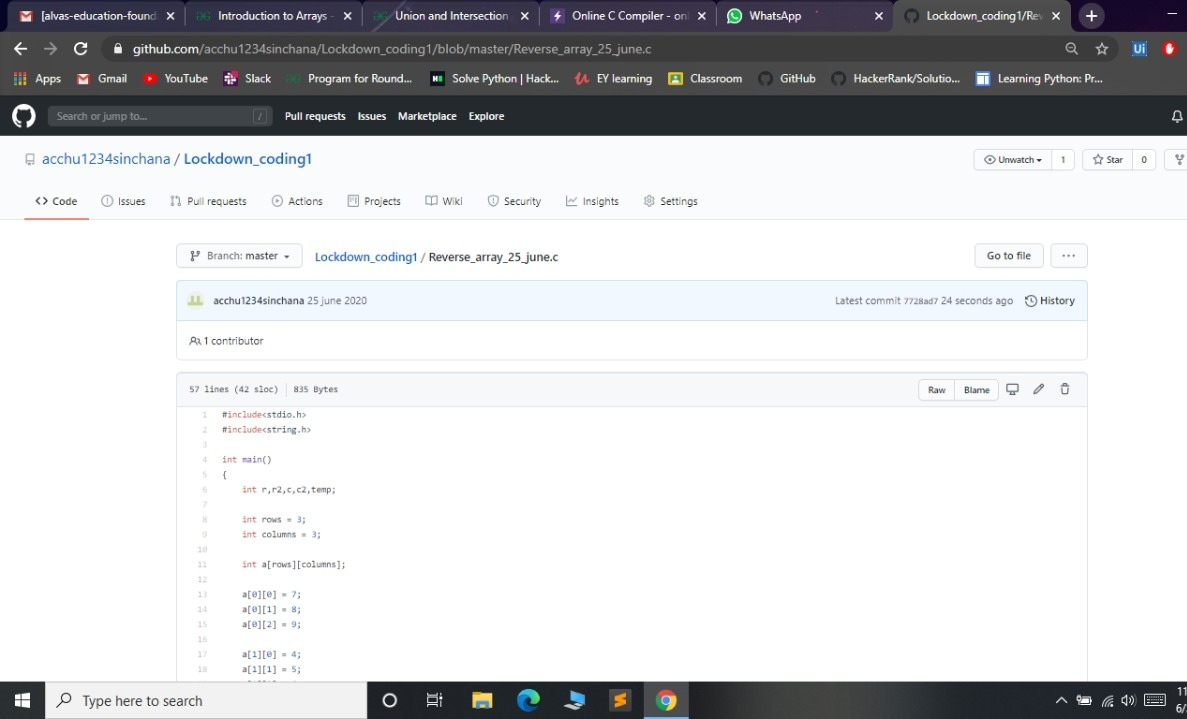 [alvas-education-found
Introduction to Arrays -
Union and Intersection
Online C Compiler - onl
WhatsApp
Lockdown_coding1/Rev
github.com/acchu1234sinchana/Lockdown_coding1/blob/master/Reverse_array_25_june.c
Apps
Gmail
YouTube
Slack
Program for Round...
Solve Python | Hack...
EY learning
Classroom
GitHub
HackerRank/Solutio...
Learning Python: Pr...
Search or jump to...
/
Pull requests
Issues
Marketplace
Explore
acchu1234sinchana / Lockdown_coding1
Unwatch
1
Star
0
<> Code
Issues
Pull requests
Actions
Projects
Wiki
Security
Insights
Settings
Branch: master
Lockdown_coding1 / Reverse_array_25_june.c
Go to file
...
acchu1234sinchana 25 june 2020
Latest commit 7728ad7 24 seconds ago
History
1 contributor
57 lines (42 sloc)
835 Bytes
Raw
Blame
1 #include<stdio.h>
2 #include<string.h>
3
4 int main()
5 {
6 int r,r2,c,c2,temp;
7
8 int rows = 3;
9 int columns = 3;
10
11 int a[rows][columns];
12
13 a[0][0] = 7;
14 a[0][1] = 8;
15 a[0][2] = 9;
16
17 a[1][0] = 4;
18 a[1][1] = 5;
Type here to search